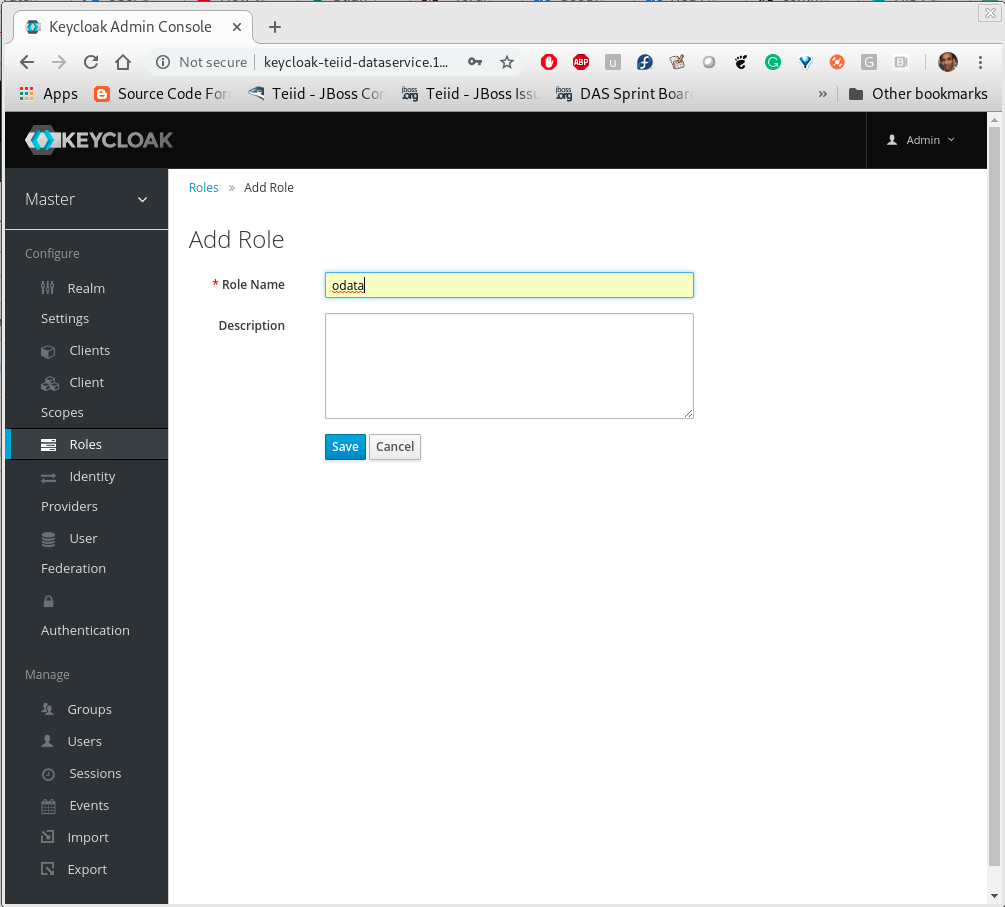 Keycloak Admin Console
Not secure keycloak-teiid-dataservice.1...
ABP u G B
Apps Source Code For Teiid - JBoss Con Teiid - JBoss Issu DAS Sprint Boar » Other bookmarks
KEYCLOAK
Admin
Master
Roles » Add Role
Configure
Add Role
* Role Name odata
Realm
Settings
Description
Clients
Client
Scopes
Roles
Save Cancel
Identity
Providers
User
Federation
Authentication
Manage
Groups
Users
Sessions
Events
Import
Export